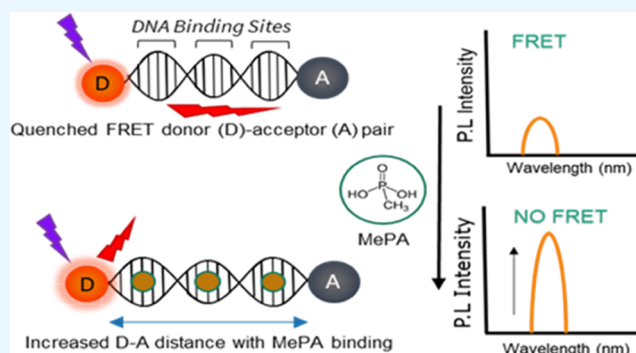 DNA Binding Sites
D
A
Quenched FRET donor (D)-acceptor (A) pair
FRET
P.L Intensity
Wavelength (nm)
O
HO
P
OH
CH3
MePA
D
A
Increased D-A distance with MePA binding
NO FRET
P.L Intensity
Wavelength (nm)